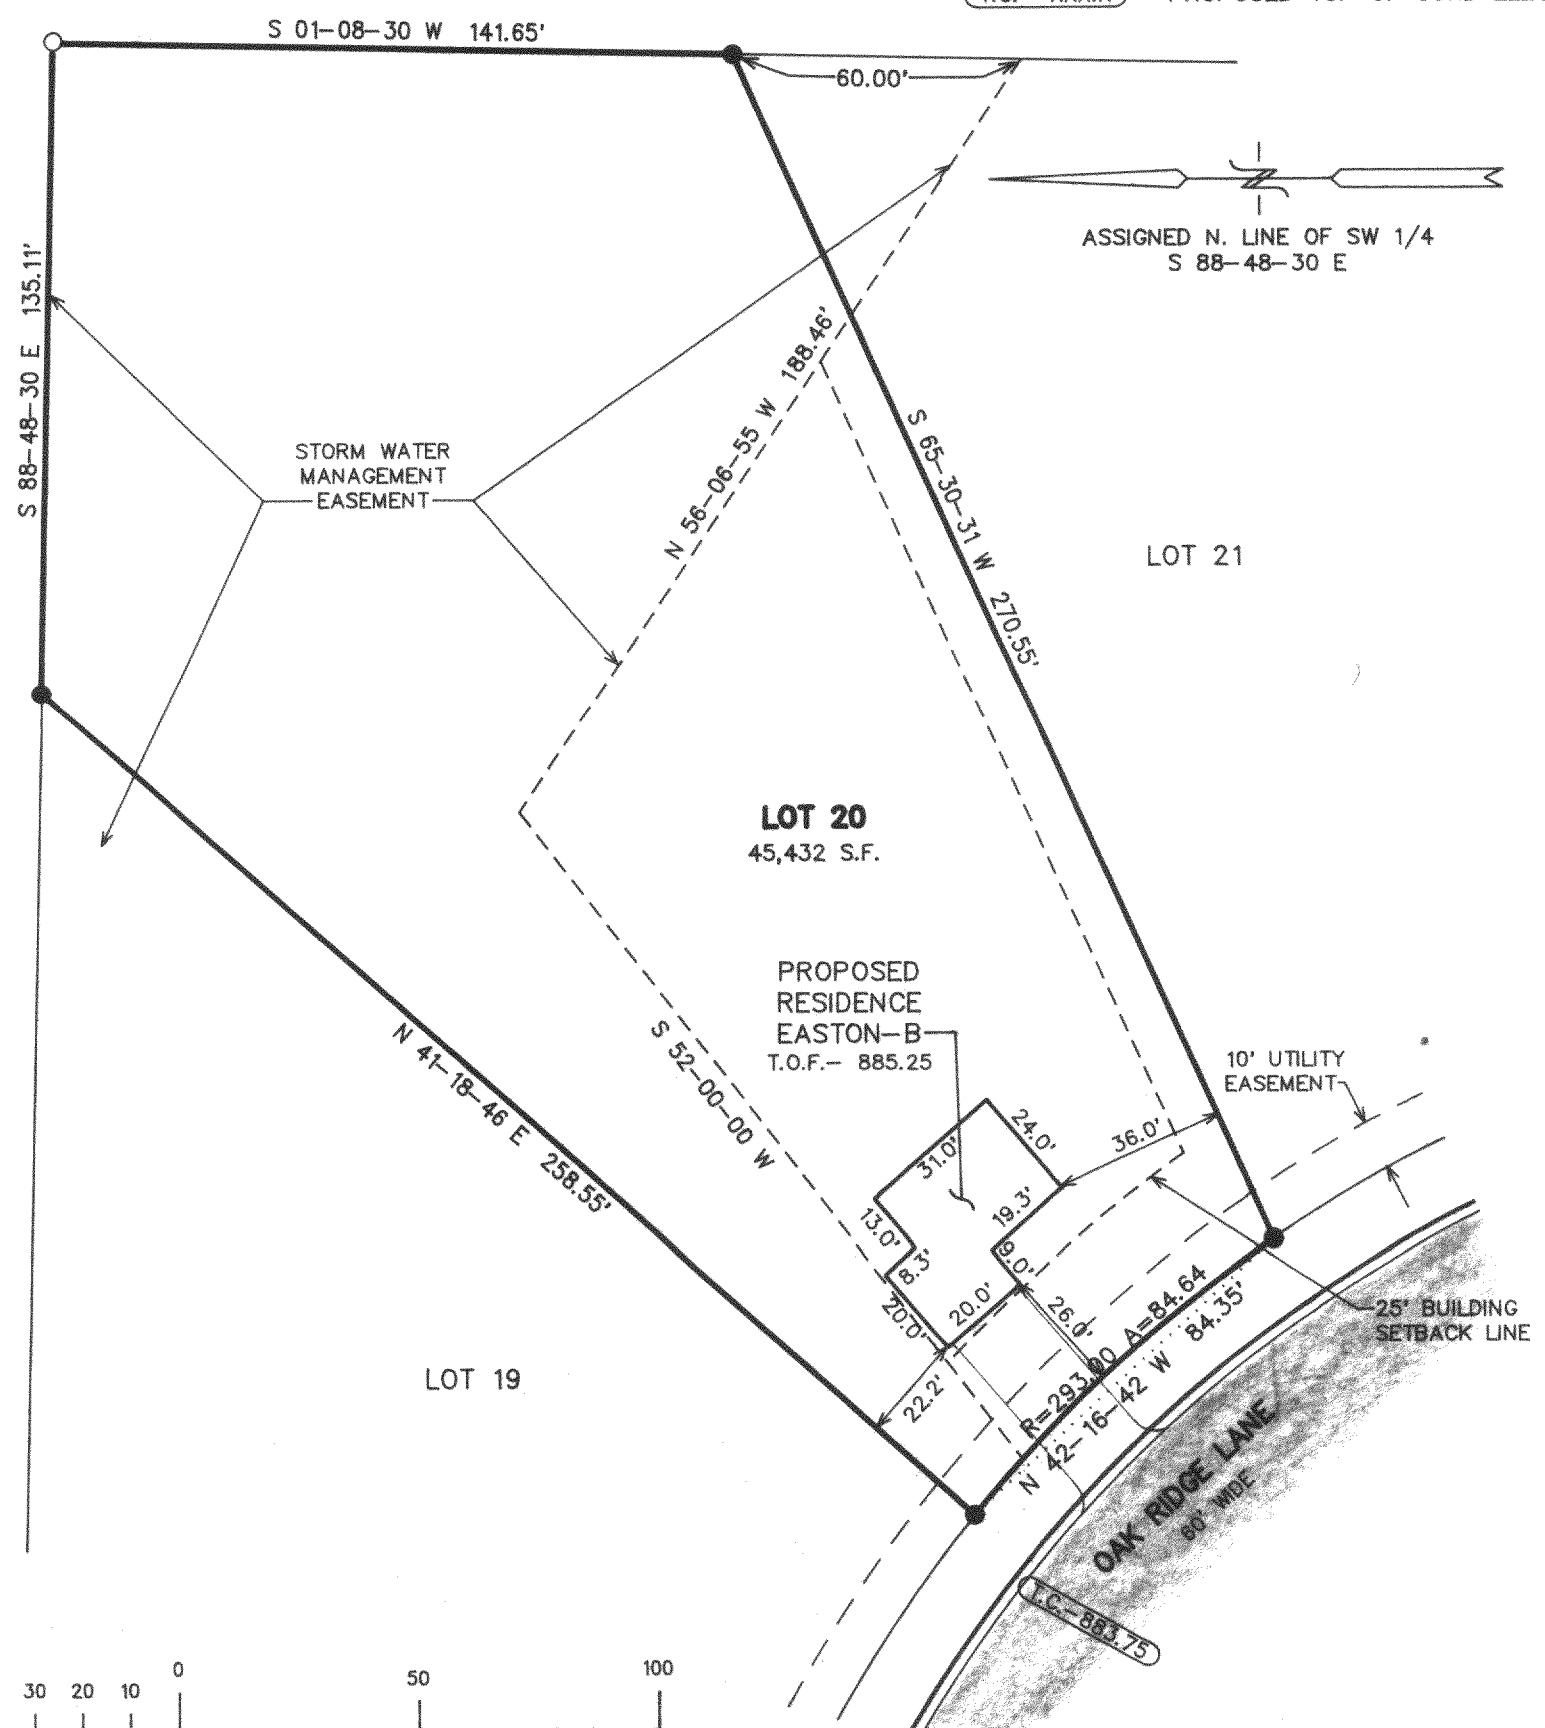 S 01-08-30 W 141.65'
60.00'
ASSIGNED N. LINE OF SW 1/4
S 88-48-30 E
S 88-48-30 E 135.11'
N 56-06-55 W 188.46'
STORM WATER
MANAGEMENT
EASEMENT
S 65-30-31 W 270.55'
LOT 21
LOT 20
45,432 S.F.
PROPOSED
RESIDENCE
EASTON-B
T.O.F.- 885.25
S 52-00-00 W
N 41-18-46 E 258.55'
10' UTILITY
EASEMENT
24.0'
31.0'
36.0'
19.3'
13.0'
9.0'
8.3'
20.0'
20.0'
26.0'
22.2'
R=293.00 A=84.64
N 42-16-42 W 84.35'
25' BUILDING
SETBACK LINE
LOT 19
OAK RIDGE LANE
60' WIDE
T.C.-883.75
30 20 10 0 50 100